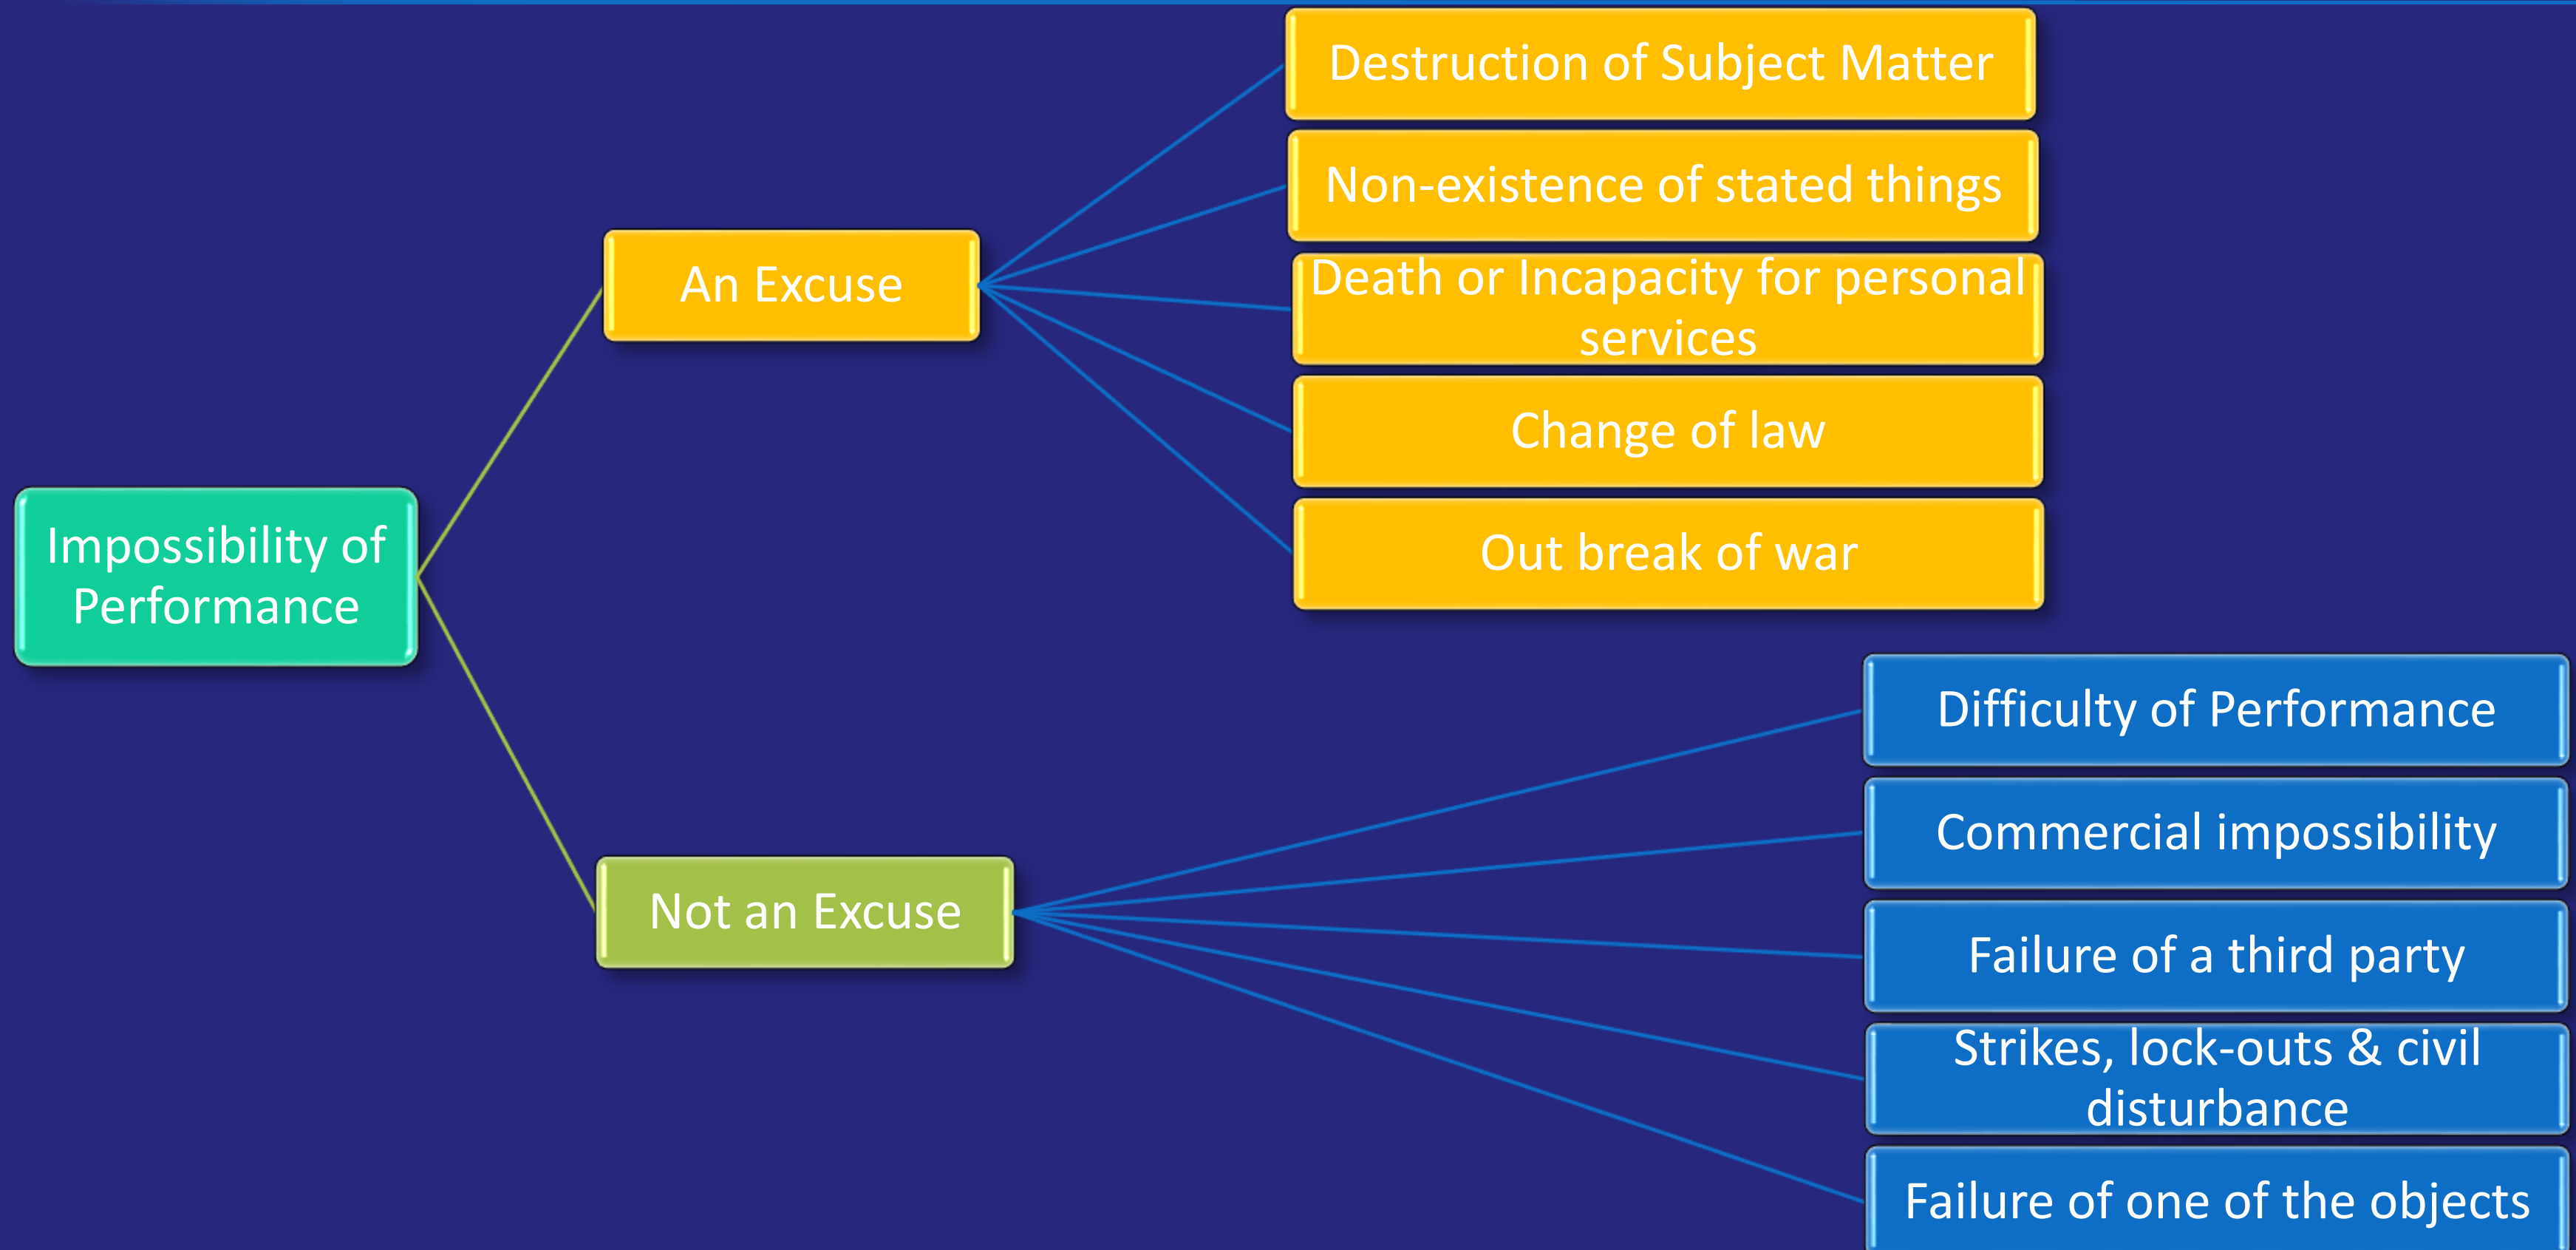 Impossibility of
Performance
An Excuse
Destruction of Subject Matter
Non-existence of stated things
Death or Incapacity for personal
services
Change of law
Out break of war
Not an Excuse
Difficulty of Performance
Commercial impossibility
Failure of a third party
Strikes, lock-outs & civil
disturbance
Failure of one of the objects